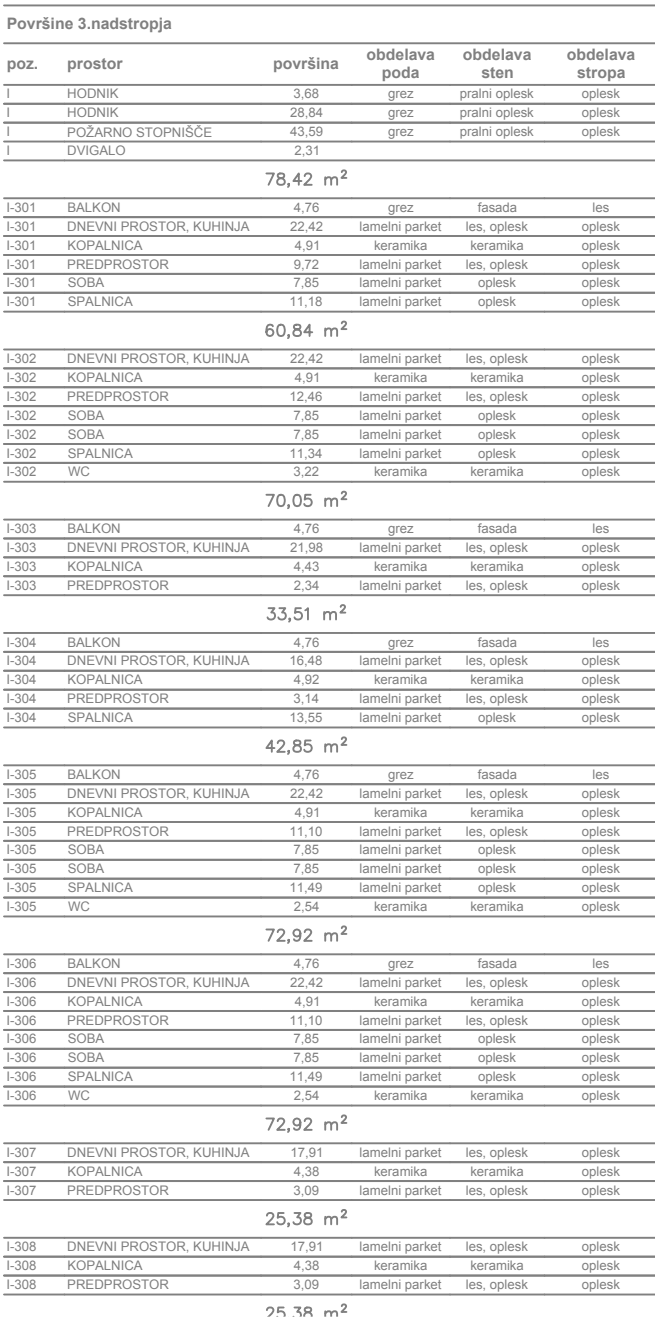 Površine 3.nadstropja
poz. prostor površina obdelava poda obdelava sten obdelava stropa
I HODNIK 3,68 grez pralni oplesk oplesk
I HODNIK 28,84 grez pralni oplesk oplesk
I POŽARNO STOPNIŠČE 43,59 grez pralni oplesk oplesk
I DVIGALO 2,31
78,42 m²
I-301 BALKON 4,76 grez fasada les
I-301 DNEVNI PROSTOR, KUHINJA 22,42 lamelni parket les, oplesk oplesk
I-301 KOPALNICA 4,91 keramika keramika oplesk
I-301 PREDPROSTOR 9,72 lamelni parket les, oplesk oplesk
I-301 SOBA 7,85 lamelni parket oplesk oplesk
I-301 SPALNICA 11,18 lamelni parket oplesk oplesk
60,84 m²
I-302 DNEVNI PROSTOR, KUHINJA 22,42 lamelni parket les, oplesk oplesk
I-302 KOPALNICA 4,91 keramika keramika oplesk
I-302 PREDPROSTOR 12,46 lamelni parket les, oplesk oplesk
I-302 SOBA 7,85 lamelni parket oplesk oplesk
I-302 SOBA 7,85 lamelni parket oplesk oplesk
I-302 SPALNICA 11,34 lamelni parket oplesk oplesk
I-302 WC 3,22 keramika keramika oplesk
70,05 m²
I-303 BALKON 4,76 grez fasada les
I-303 DNEVNI PROSTOR, KUHINJA 21,98 lamelni parket les, oplesk oplesk
I-303 KOPALNICA 4,43 keramika keramika oplesk
I-303 PREDPROSTOR 2,34 lamelni parket les, oplesk oplesk
33,51 m²
I-304 BALKON 4,76 grez fasada les
I-304 DNEVNI PROSTOR, KUHINJA 16,48 lamelni parket les, oplesk oplesk
I-304 KOPALNICA 4,92 keramika keramika oplesk
I-304 PREDPROSTOR 3,14 lamelni parket les, oplesk oplesk
I-304 SPALNICA 13,55 lamelni parket oplesk oplesk
42,85 m²
I-305 BALKON 4,76 grez fasada les
I-305 DNEVNI PROSTOR, KUHINJA 22,42 lamelni parket les, oplesk oplesk
I-305 KOPALNICA 4,91 keramika keramika oplesk
I-305 PREDPROSTOR 11,10 lamelni parket les, oplesk oplesk
I-305 SOBA 7,85 lamelni parket oplesk oplesk
I-305 SOBA 7,85 lamelni parket oplesk oplesk
I-305 SPALNICA 11,49 lamelni parket oplesk oplesk
I-305 WC 2,54 keramika keramika oplesk
72,92 m²
I-306 BALKON 4,76 grez fasada les
I-306 DNEVNI PROSTOR, KUHINJA 22,42 lamelni parket les, oplesk oplesk
I-306 KOPALNICA 4,91 keramika keramika oplesk
I-306 PREDPROSTOR 11,10 lamelni parket les, oplesk oplesk
I-306 SOBA 7,85 lamelni parket oplesk oplesk
I-306 SOBA 7,85 lamelni parket oplesk oplesk
I-306 SPALNICA 11,49 lamelni parket oplesk oplesk
I-306 WC 2,54 keramika keramika oplesk
72,92 m²
I-307 DNEVNI PROSTOR, KUHINJA 17,91 lamelni parket les, oplesk oplesk
I-307 KOPALNICA 4,38 keramika keramika oplesk
I-307 PREDPROSTOR 3,09 lamelni parket les, oplesk oplesk
25,38 m²
I-308 DNEVNI PROSTOR, KUHINJA 17,91 lamelni parket les, oplesk oplesk
I-308 KOPALNICA 4,38 keramika keramika oplesk
I-308 PREDPROSTOR 3,09 lamelni parket les, oplesk oplesk
25,38 m²